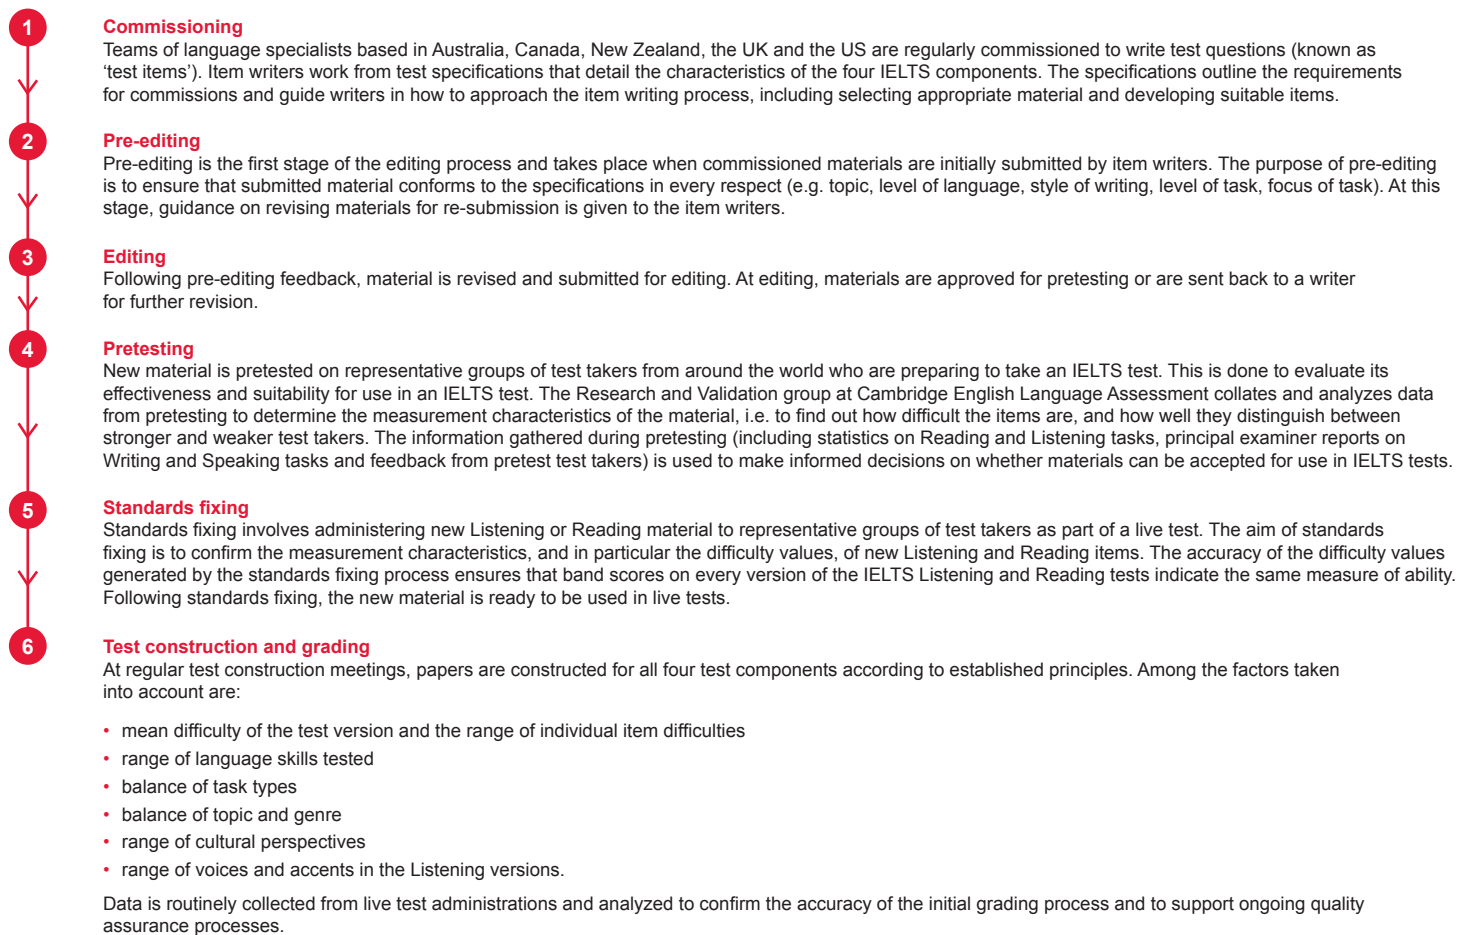 1
Commissioning
Teams of language specialists based in Australia, Canada, New Zealand, the UK and the US are regularly commissioned to write test questions (known as
‘test items’). Item writers work from test specifications that detail the characteristics of the four IELTS components. The specifications outline the requirements
for commissions and guide writers in how to approach the item writing process, including selecting appropriate material and developing suitable items.
2
Pre-editing
Pre-editing is the first stage of the editing process and takes place when commissioned materials are initially submitted by item writers. The purpose of pre-editing
is to ensure that submitted material conforms to the specifications in every respect (e.g. topic, level of language, style of writing, level of task, focus of task). At this
stage, guidance on revising materials for re-submission is given to the item writers.
3
Editing
Following pre-editing feedback, material is revised and submitted for editing. At editing, materials are approved for pretesting or are sent back to a writer
for further revision.
4
Pretesting
New material is pretested on representative groups of test takers from around the world who are preparing to take an IELTS test. This is done to evaluate its
effectiveness and suitability for use in an IELTS test. The Research and Validation group at Cambridge English Language Assessment collates and analyzes data
from pretesting to determine the measurement characteristics of the material, i.e. to find out how difficult the items are, and how well they distinguish between
stronger and weaker test takers. The information gathered during pretesting (including statistics on Reading and Listening tasks, principal examiner reports on
Writing and Speaking tasks and feedback from pretest test takers) is used to make informed decisions on whether materials can be accepted for use in IELTS tests.
5
Standards fixing
Standards fixing involves administering new Listening or Reading material to representative groups of test takers as part of a live test. The aim of standards
fixing is to confirm the measurement characteristics, and in particular the difficulty values, of new Listening and Reading items. The accuracy of the difficulty values
generated by the standards fixing process ensures that band scores on every version of the IELTS Listening and Reading tests indicate the same measure of ability.
Following standards fixing, the new material is ready to be used in live tests.
6
Test construction and grading
At regular test construction meetings, papers are constructed for all four test components according to established principles. Among the factors taken
into account are:
• mean difficulty of the test version and the range of individual item difficulties
• range of language skills tested
• balance of task types
• balance of topic and genre
• range of cultural perspectives
• range of voices and accents in the Listening versions.
Data is routinely collected from live test administrations and analyzed to confirm the accuracy of the initial grading process and to support ongoing quality
assurance processes.